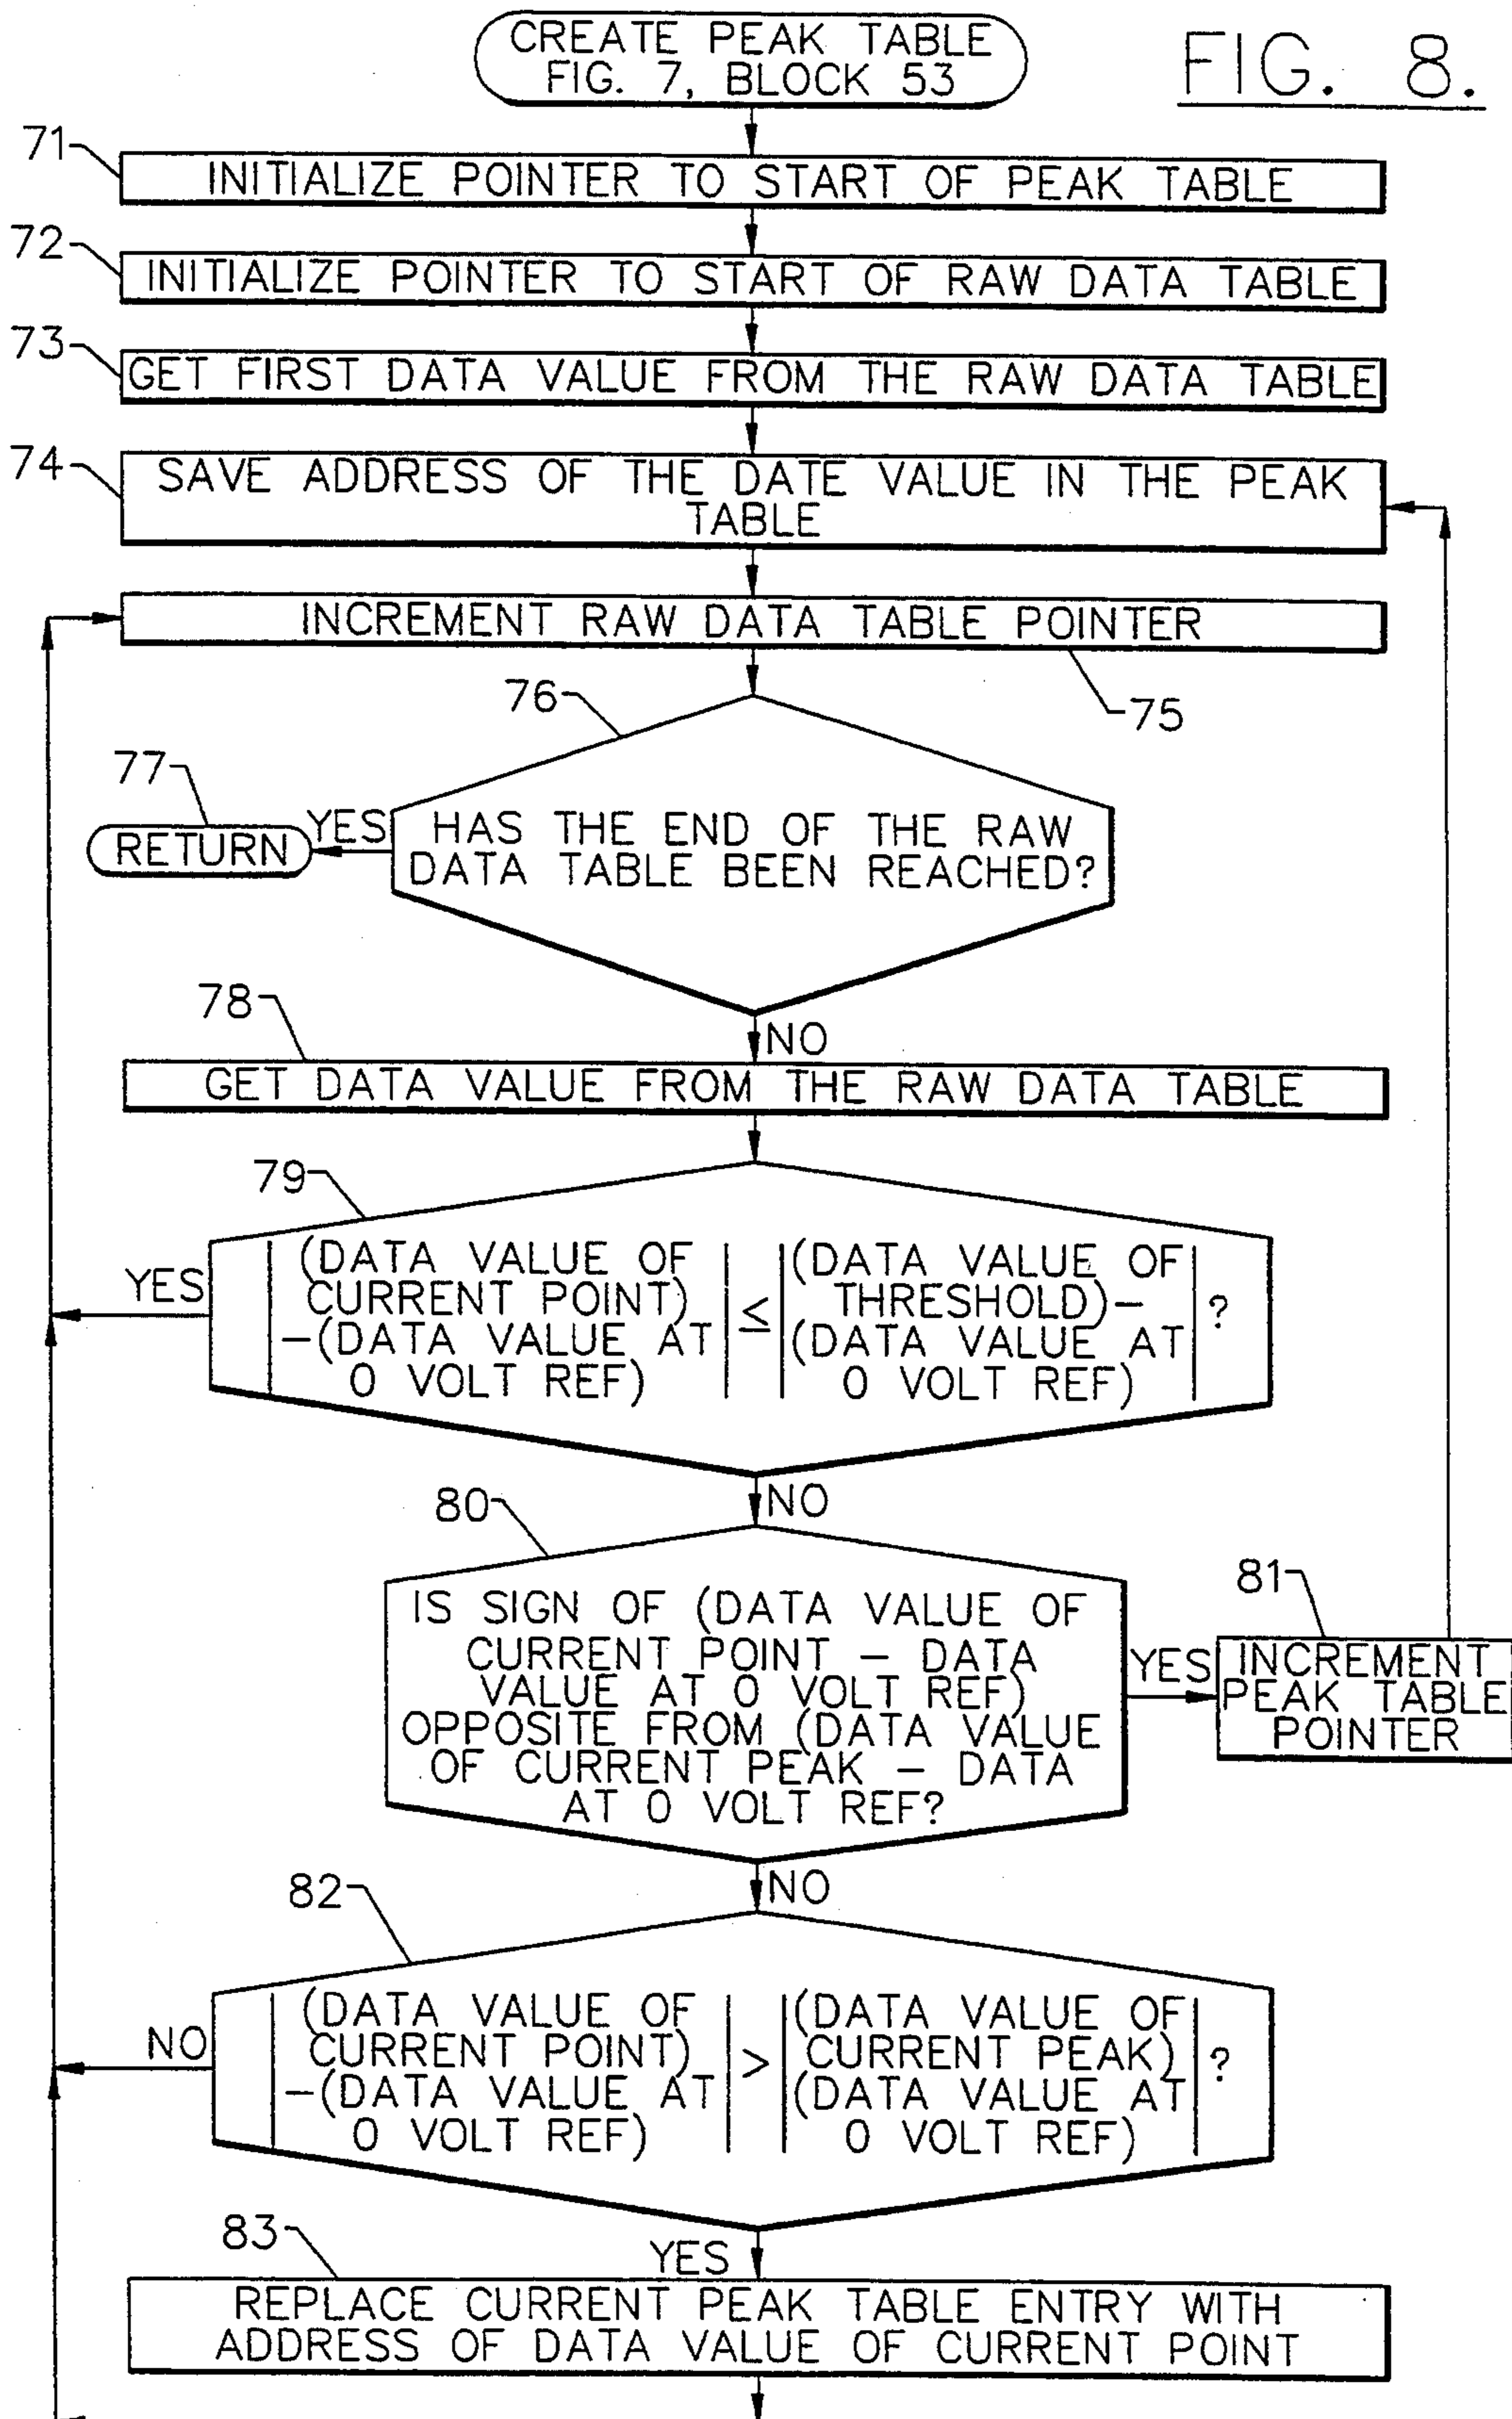 CREATE PEAK TABLE
FIG. 7, BLOCK 53
FIG. 8.
71
INITIALIZE POINTER TO START OF PEAK TABLE
72
INITIALIZE POINTER TO START OF RAW DATA TABLE
73
GET FIRST DATA VALUE FROM THE RAW DATA TABLE
74
SAVE ADDRESS OF THE DATE VALUE IN THE PEAK
TABLE
INCREMENT RAW DATA TABLE POINTER
75
76
77
RETURN
YES
HAS THE END OF THE RAW
DATA TABLE BEEN REACHED?
NO
78
GET DATA VALUE FROM THE RAW DATA TABLE
79
YES
| (DATA VALUE OF CURRENT POINT) | ≤ | (DATA VALUE OF
CURRENT POINT)
−(DATA VALUE AT
0 VOLT REF)
≤
(DATA VALUE OF
THRESHOLD)−
(DATA VALUE AT
0 VOLT REF)
?
NO
80
IS SIGN OF (DATA VALUE OF
CURRENT POINT − DATA
VALUE AT 0 VOLT REF)
OPPOSITE FROM (DATA VALUE
OF CURRENT PEAK − DATA
AT 0 VOLT REF?
YES
81
INCREMENT
PEAK TABLE
POINTER
NO
82
NO
(DATA VALUE OF
CURRENT POINT)
−(DATA VALUE AT
0 VOLT REF)
>
(DATA VALUE OF
CURRENT PEAK)
(DATA VALUE AT
0 VOLT REF)
?
83
YES
REPLACE CURRENT PEAK TABLE ENTRY WITH
ADDRESS OF DATA VALUE OF CURRENT POINT